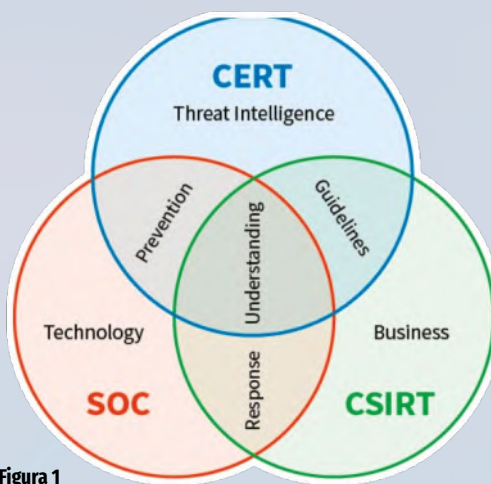 CERT
Threat Intelligence
Prevention
Understanding
Guidelines
Technology
Business
Response
SOC
CSIRT
Figura 1